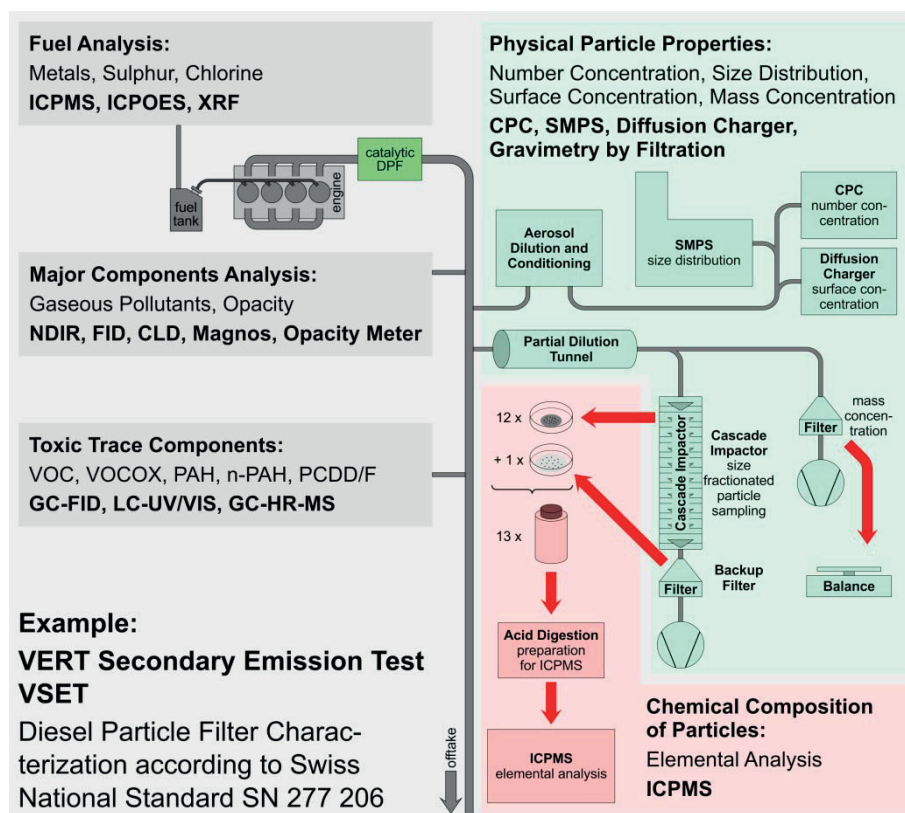 Fuel Analysis:
Metals, Sulphur, Chlorine
ICPMS, ICPOES, XRF
catalytic
DPF
engine
fuel
tank
Major Components Analysis:
Gaseous Pollutants, Opacity
NDIR, FID, CLD, Magnos, Opacity Meter
Toxic Trace Components:
VOC, VOCOX, PAH, n-PAH, PCDD/F
GC-FID, LC-UV/VIS, GC-HR-MS
Example:
VERT Secondary Emission Test
VSET
Diesel Particle Filter Charac-
terization according to Swiss
National Standard SN 277 206
offtake
Physical Particle Properties:
Number Concentration, Size Distribution,
Surface Concentration, Mass Concentration
CPC, SMPS, Diffusion Charger,
Gravimetry by Filtration
Aerosol
Dilution and
Conditioning
SMPS
size distribution
CPC
number con-
centration
Diffusion
Charger
surface con-
centration
Partial Dilution
Tunnel
12 x
+ 1 x
13 x
Cascade Impactor
Cascade
Impactor
size
fractionated
particle
sampling
Filter
Backup
Filter
Filter
mass
concen-
tration
Balance
Acid Digestion
preparation
for ICPMS
ICPMS
elemental analysis
Chemical Composition
of Particles:
Elemental Analysis
ICPMS